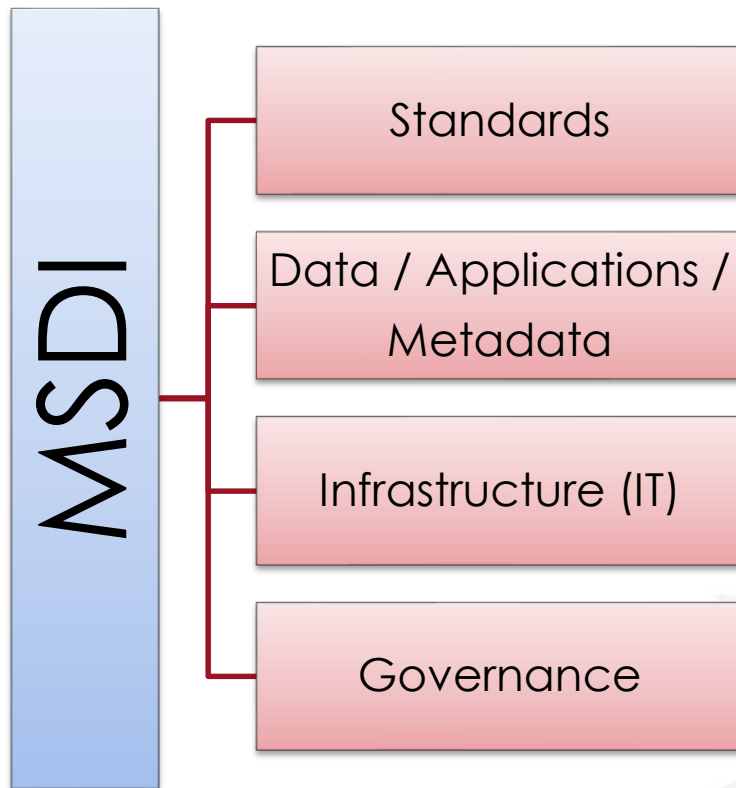 MSDI
Standards
Data / Applications /
Metadata
Infrastructure (IT)
Governance